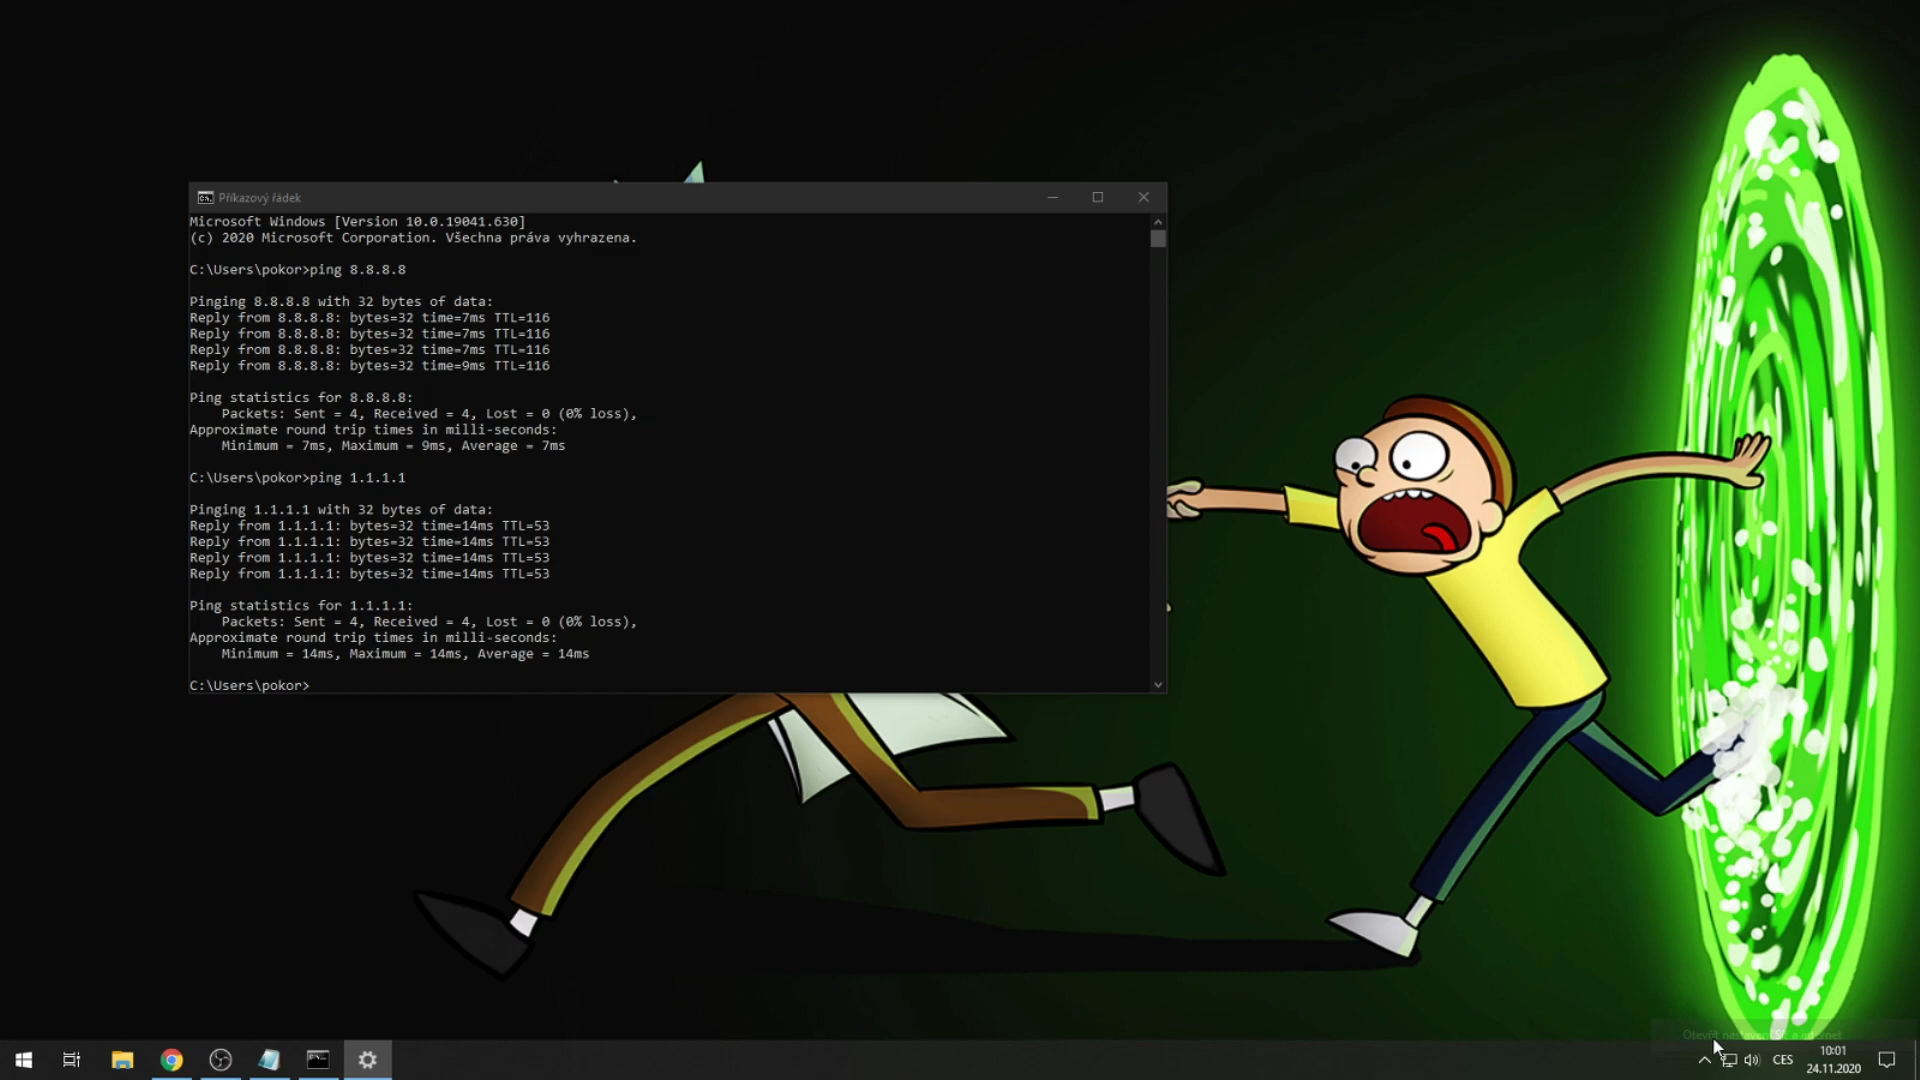 Příkazový řádek
Microsoft Windows [Version 10.0.19041.630]
(c) 2020 Microsoft Corporation. Všechna práva vyhrazena.
C:\Users\pokor>ping 8.8.8.8
Pinging 8.8.8.8 with 32 bytes of data:
Reply from 8.8.8.8: bytes=32 time=7ms TTL=116
Reply from 8.8.8.8: bytes=32 time=7ms TTL=116
Reply from 8.8.8.8: bytes=32 time=7ms TTL=116
Reply from 8.8.8.8: bytes=32 time=9ms TTL=116
Ping statistics for 8.8.8.8:
Packets: Sent = 4, Received = 4, Lost = 0 (0% loss),
Approximate round trip times in milli-seconds:
Minimum = 7ms, Maximum = 9ms, Average = 7ms
C:\Users\pokor>ping 1.1.1.1
Pinging 1.1.1.1 with 32 bytes of data:
Reply from 1.1.1.1: bytes=32 time=14ms TTL=53
Reply from 1.1.1.1: bytes=32 time=14ms TTL=53
Reply from 1.1.1.1: bytes=32 time=14ms TTL=53
Reply from 1.1.1.1: bytes=32 time=14ms TTL=53
Ping statistics for 1.1.1.1:
Packets: Sent = 4, Received = 4, Lost = 0 (0% loss),
Approximate round trip times in milli-seconds:
Minimum = 14ms, Maximum = 14ms, Average = 14ms
C:\Users\pokor>
Otevřít nastavení a internet
CES
10:01
24.11.2020